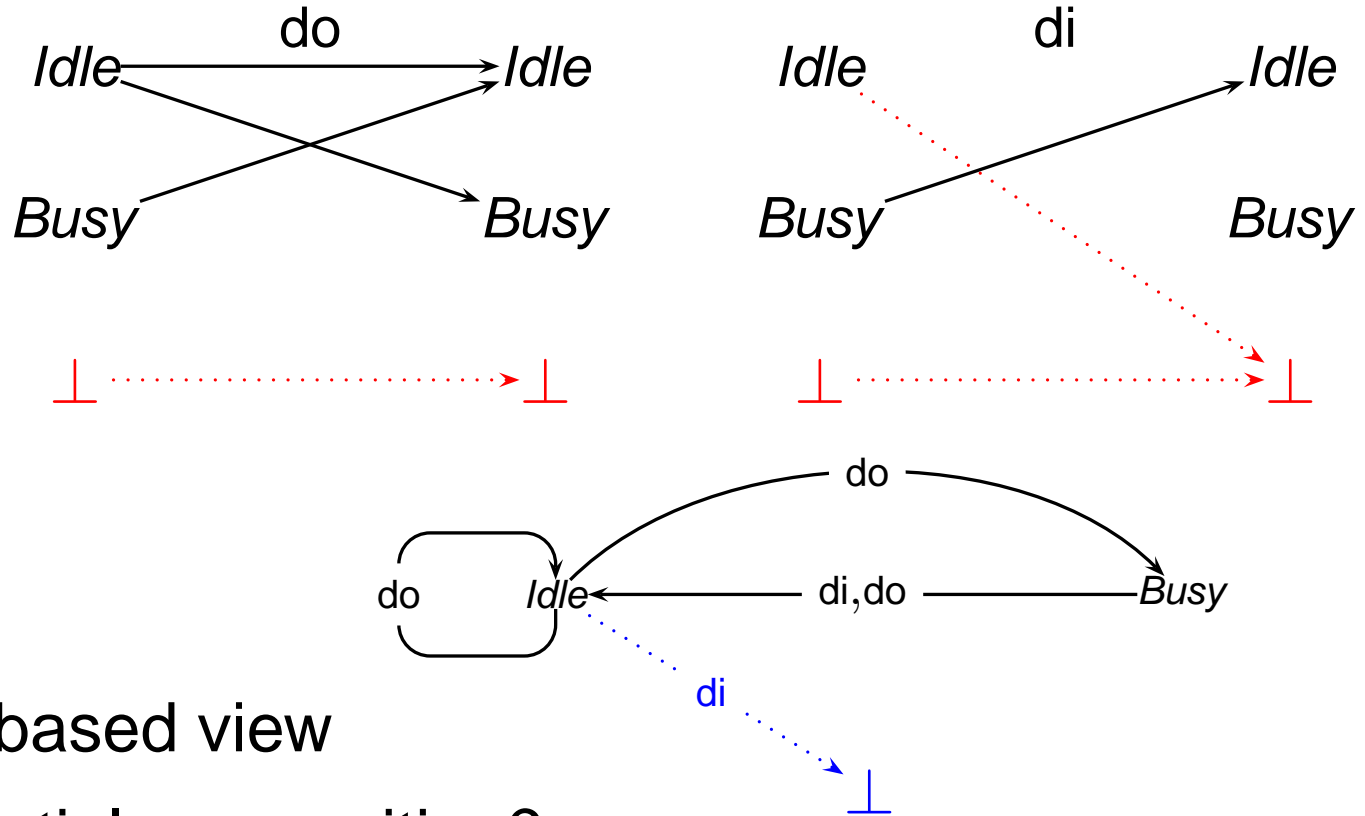 do
Idle Idle
Busy Busy
⊥ ⊥
di
Idle Idle
Busy Busy
⊥ ⊥
do
do Idle di,do Busy
di
based view
⊥